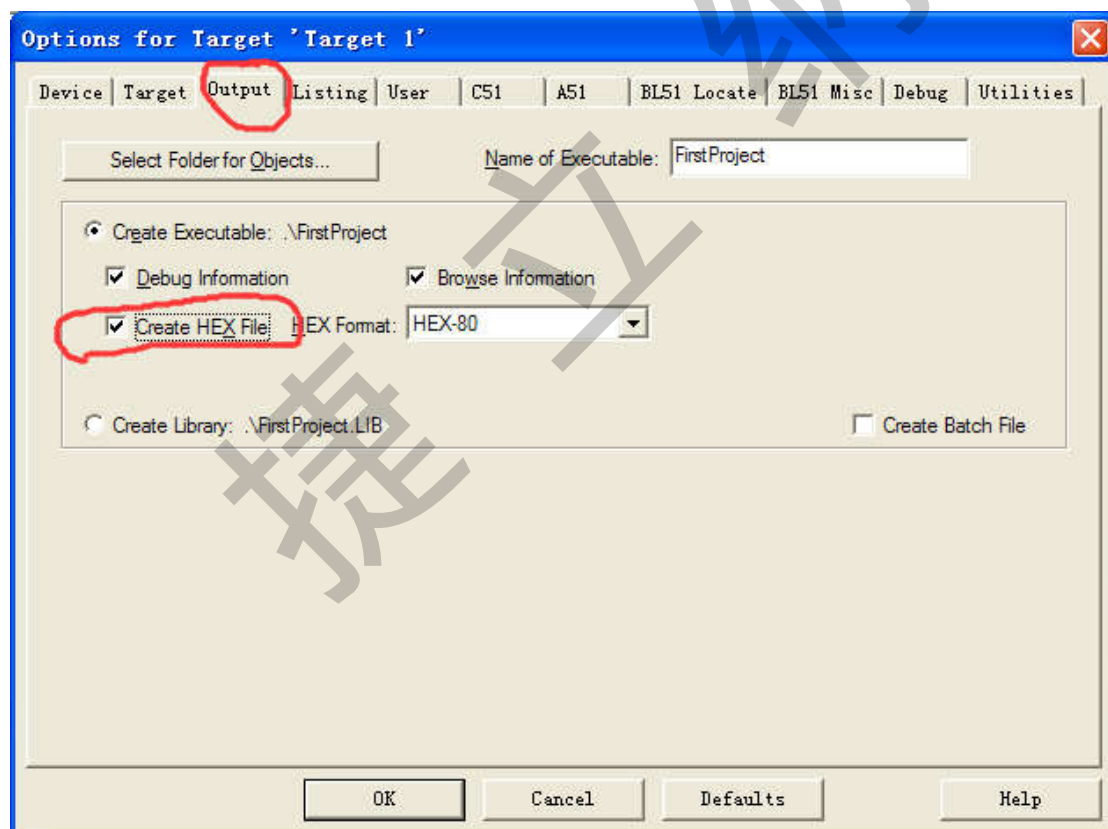 Options for Target 'Target 1'
Device Target Output Listing User C51 A51 BL51 Locate BL51 Misc Debug Utilities
Select Folder for Objects... Name of Executable: FirstProject
Create Executable: .\FirstProject
Debug Information Browse Information
Create HEX File HEX Format: HEX-80
Create Library: .\FirstProject.LIB Create Batch File
OK Cancel Defaults Help
捷立